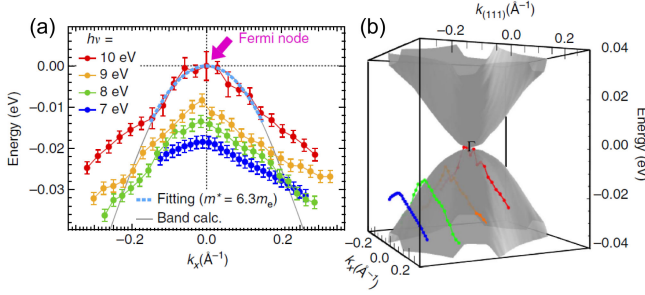 (a)
hν =
10 eV
9 eV
8 eV
7 eV
Fermi node
Energy (eV)
0.00
−0.01
−0.02
−0.03
Fitting (m* = 6.3mₑ)
Band calc.
−0.2
0.0
0.2
kₓ(Å⁻¹)
(b)
k₍₁₁₁₎(Å⁻¹)
−0.2
0.0
0.2
0.04
0.02
0.00
−0.02
−0.04
Energy (eV)
Γ
−0.2
0.0
0.2
kₓ(Å⁻¹)